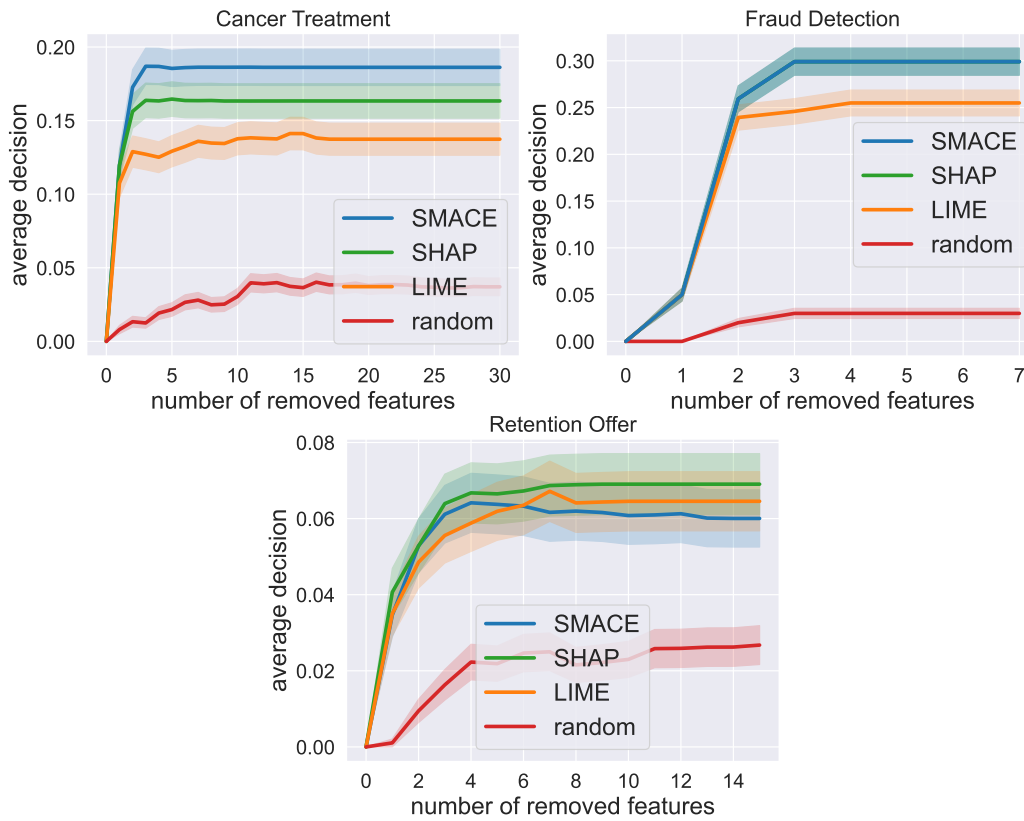 Cancer Treatment
0.20
0.15
0.10
0.05
0.00
average decision
SMACE
SHAP
LIME
random
0 5 10 15 20 25 30
number of removed features
Fraud Detection
0.30
0.25
0.20
0.15
0.10
0.05
0.00
average decision
SMACE
SHAP
LIME
random
0 1 2 3 4 5 6 7
number of removed features
Retention Offer
0.08
0.06
0.04
0.02
0.00
average decision
SMACE
SHAP
LIME
random
0 2 4 6 8 10 12 14
number of removed features